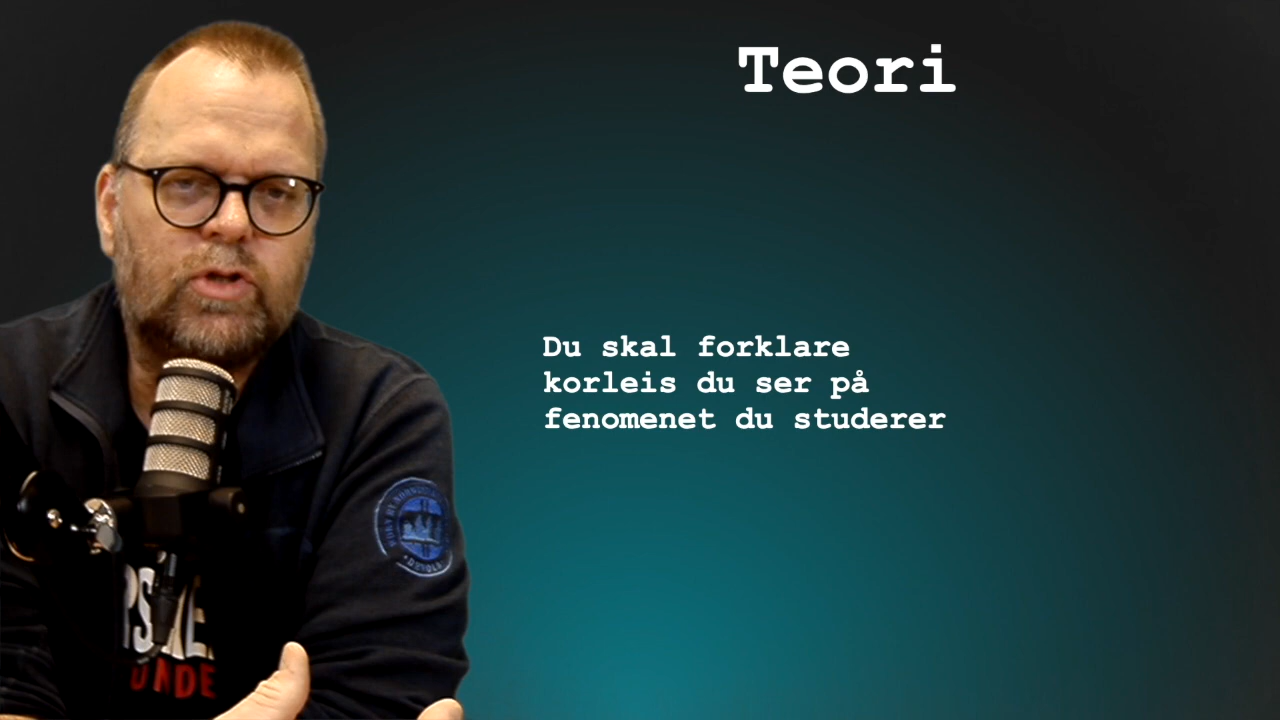 Teori
Du skal forklare
korleis du ser på
fenomenet du studerer